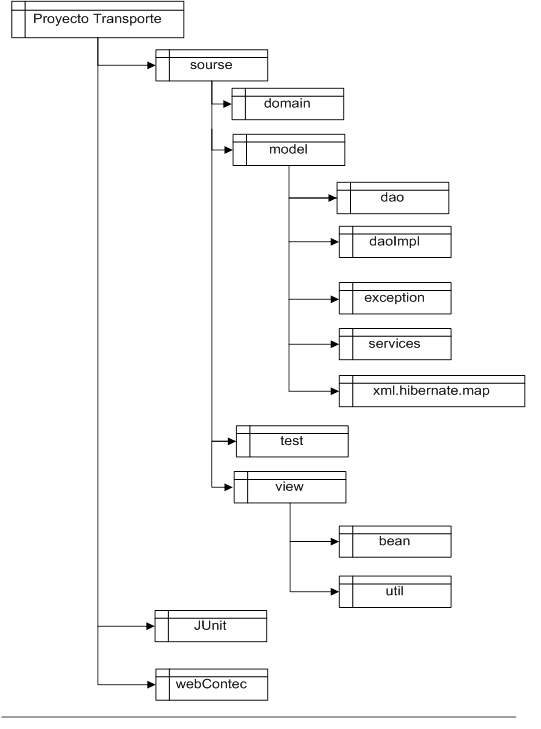 Proyecto Transporte
sourse
domain
model
dao
daoImpl
exception
services
xml.hibernate.map
test
view
bean
util
JUnit
webContec